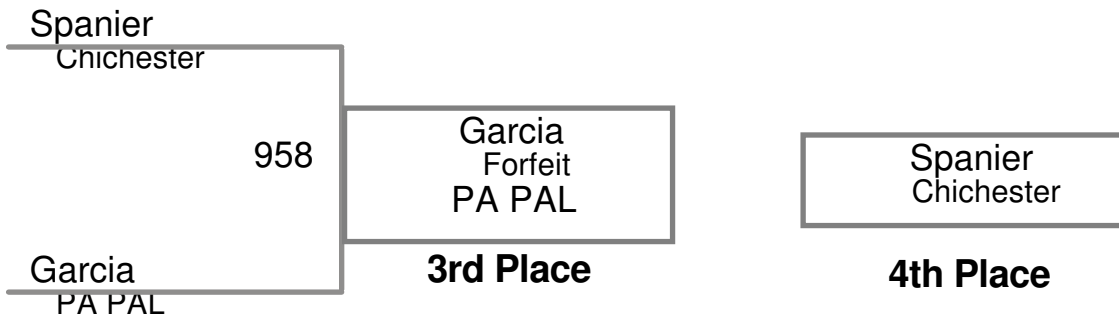 Spanier
Chichester
958
Garcia
Forfeit
PA PAL
3rd Place
Spanier
Chichester
4th Place
Garcia
PA PAL